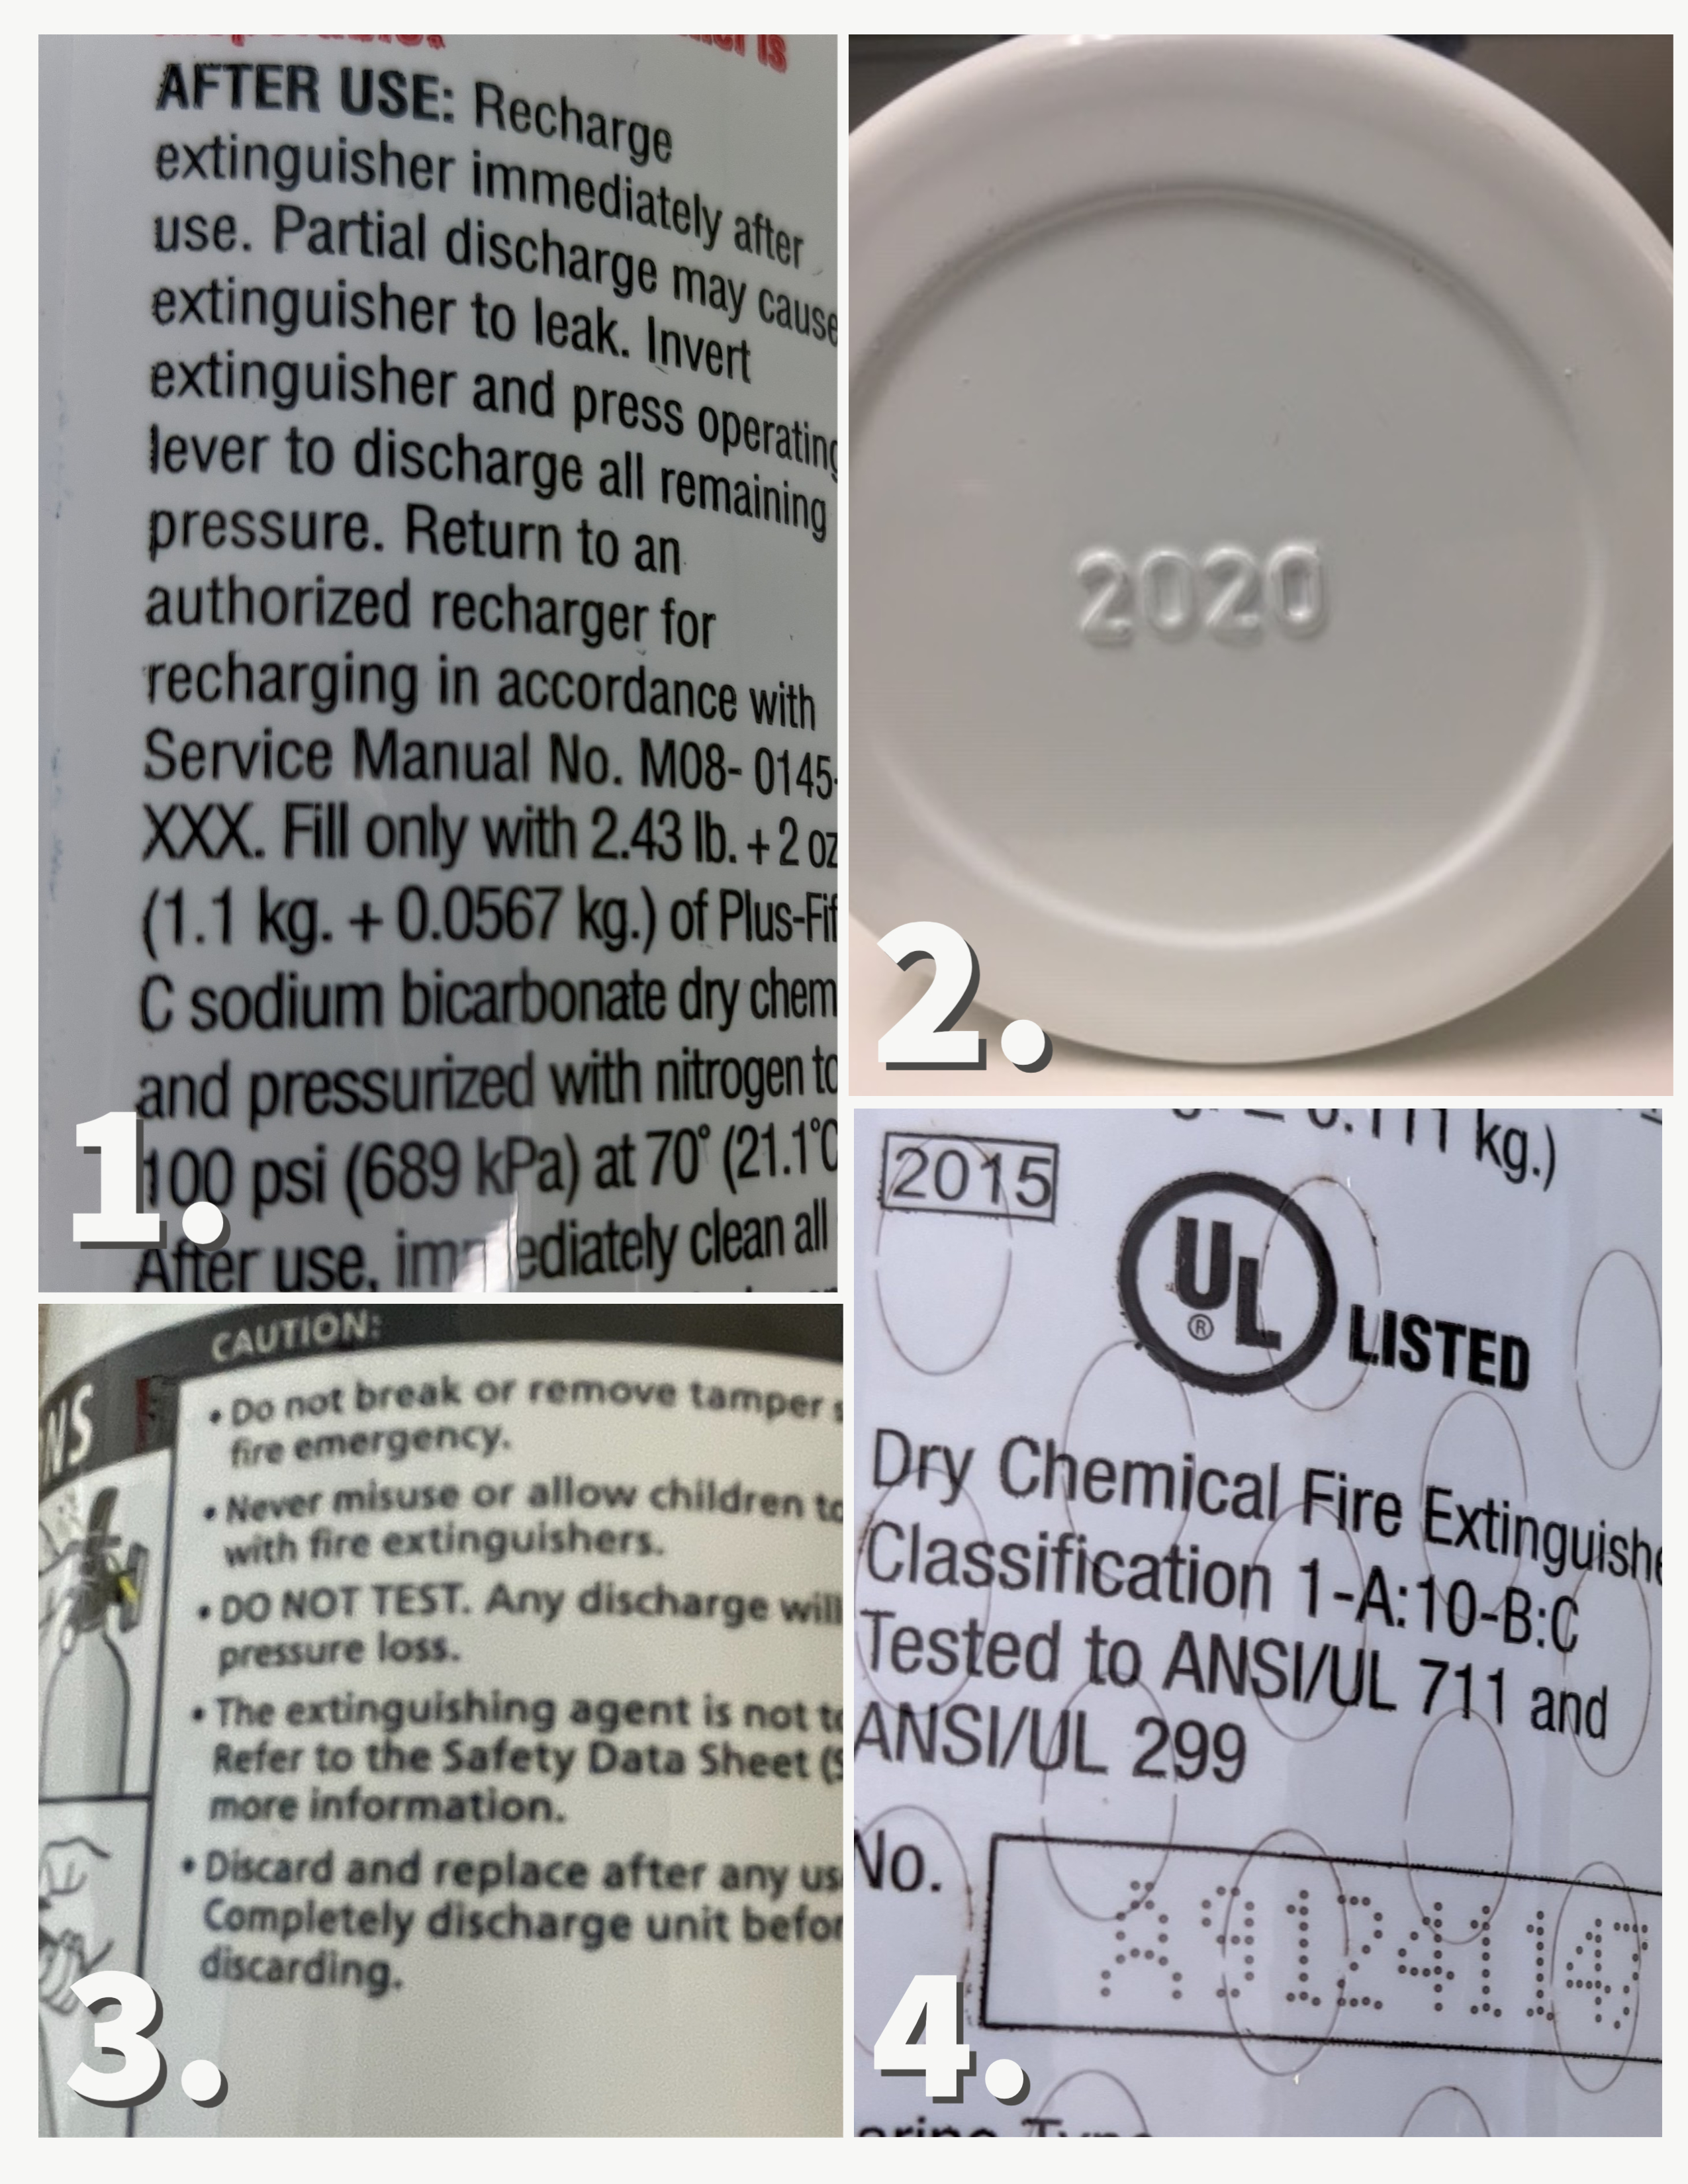 AFTER USE: Recharge
extinguisher immediately after
use. Partial discharge may cause
extinguisher to leak. Invert
extinguisher and press operating
lever to discharge all remaining
pressure. Return to an
authorized recharger for
recharging in accordance with
Service Manual No. M08- 0145-
XXX. Fill only with 2.43 lb. + 2 oz
(1.1 kg. + 0.0567 kg.) of Plus-Fif
C sodium bicarbonate dry chem
and pressurized with nitrogen to
100 psi (689 kPa) at 70° (21.1°C
After use, immediately clean all
1.
2020
2.
CAUTION:
NS
• Do not break or remove tamper s
fire emergency.
• Never misuse or allow children to
with fire extinguishers.
• DO NOT TEST. Any discharge will
pressure loss.
• The extinguishing agent is not to
Refer to the Safety Data Sheet (S
more information.
• Discard and replace after any us
Completely discharge unit befor
discarding.
3.
kg.)
2015
UL
®
LISTED
Dry Chemical Fire Extinguishe
Classification 1-A:10-B:C
Tested to ANSI/UL 711 and
ANSI/UL 299
No.
4.